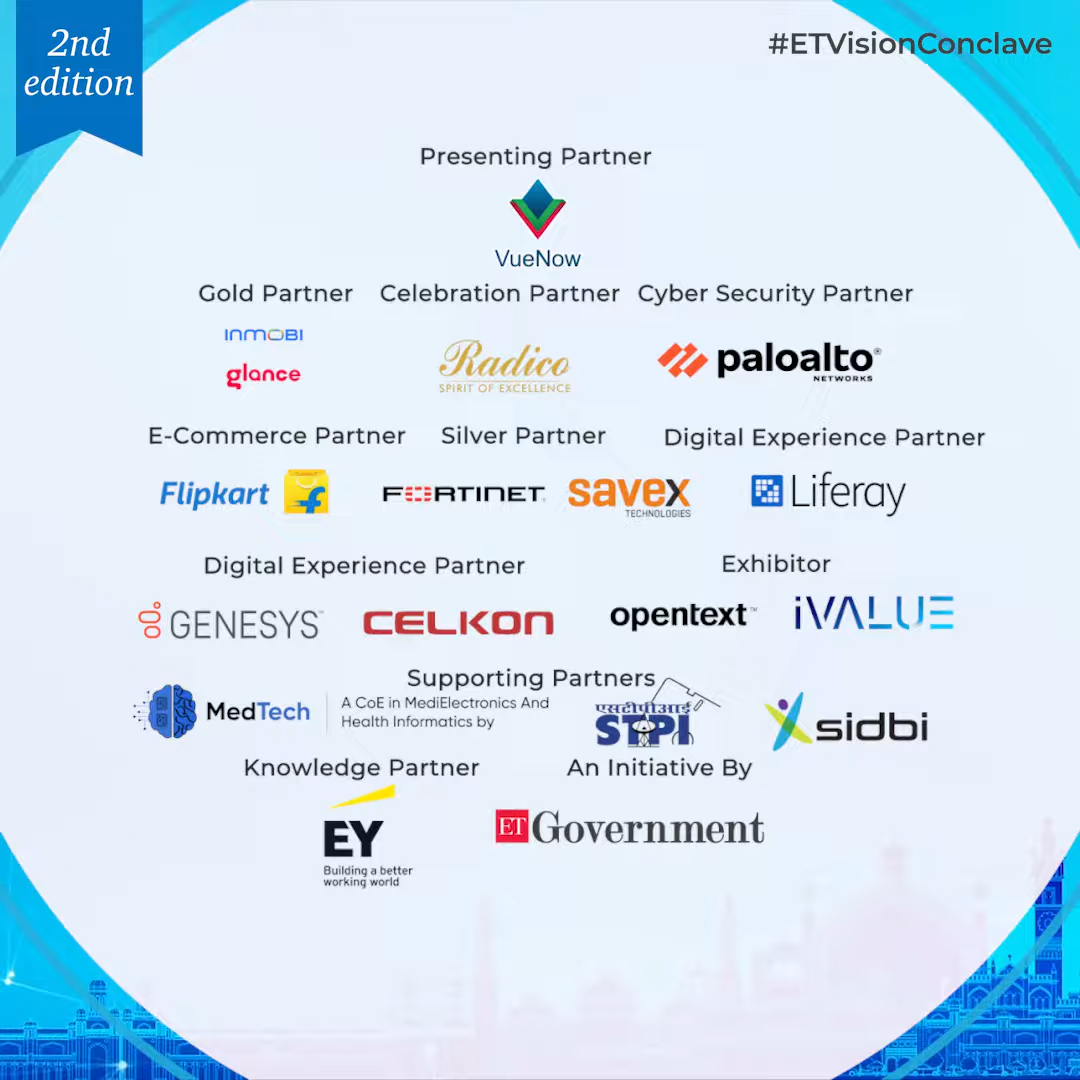 2nd
edition
#ETVisionConclave
Presenting Partner
VueNow
Gold Partner Celebration Partner Cyber Security Partner
INMOBI
glance
Radico
SPIRIT OF EXCELLENCE
paloalto®
NETWORKS
E-Commerce Partner Silver Partner Digital Experience Partner
Flipkart f
FORTINET®
savex
TECHNOLOGIES
Liferay
Digital Experience Partner Exhibitor
GENESYS™ CELKON opentext™ iVALUE
Supporting Partners
MedTech
A CoE in MediElectronics And
Health Informatics by
एसटीपीआई
STPI
sidbi
Knowledge Partner An Initiative By
EY
Building a better
working world
ET Government